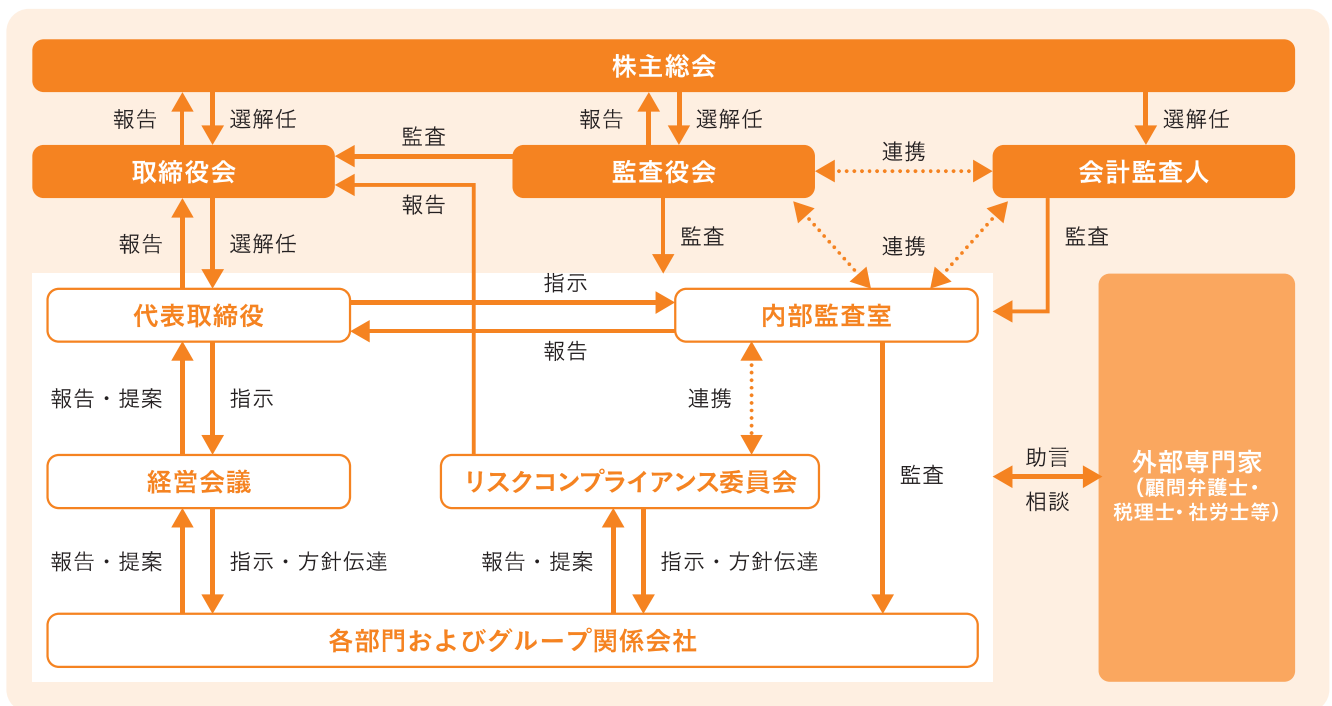 株主総会
報告
選解任
報告
選解任
選解任
監査
連携
取締役会
監査役会
会計監査人
報告
報告
選解任
監査
連携
監査
指示
代表取締役
内部監査室
報告
報告・提案
指示
連携
助言
相談
外部専門家
（顧問弁護士・
税理士・社労士等）
経営会議
リスクコンプライアンス委員会
監査
報告・提案
指示・方針伝達
報告・提案
指示・方針伝達
各部門およびグループ関係会社